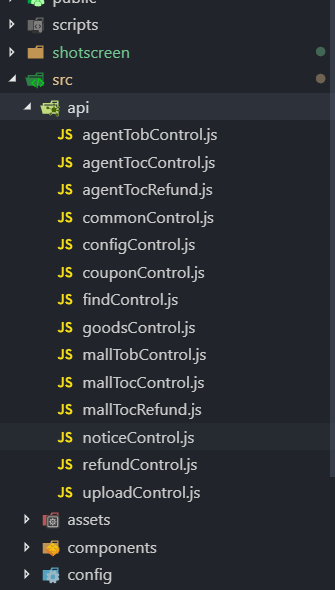 public
scripts
shotscreen
src
api
JS agentTobControl.js
JS agentTocControl.js
JS agentTocRefund.js
JS commonControl.js
JS configControl.js
JS couponControl.js
JS findControl.js
JS goodsControl.js
JS mallTobControl.js
JS mallTocControl.js
JS mallTocRefund.js
JS noticeControl.js
JS refundControl.js
JS uploadControl.js
assets
components
config